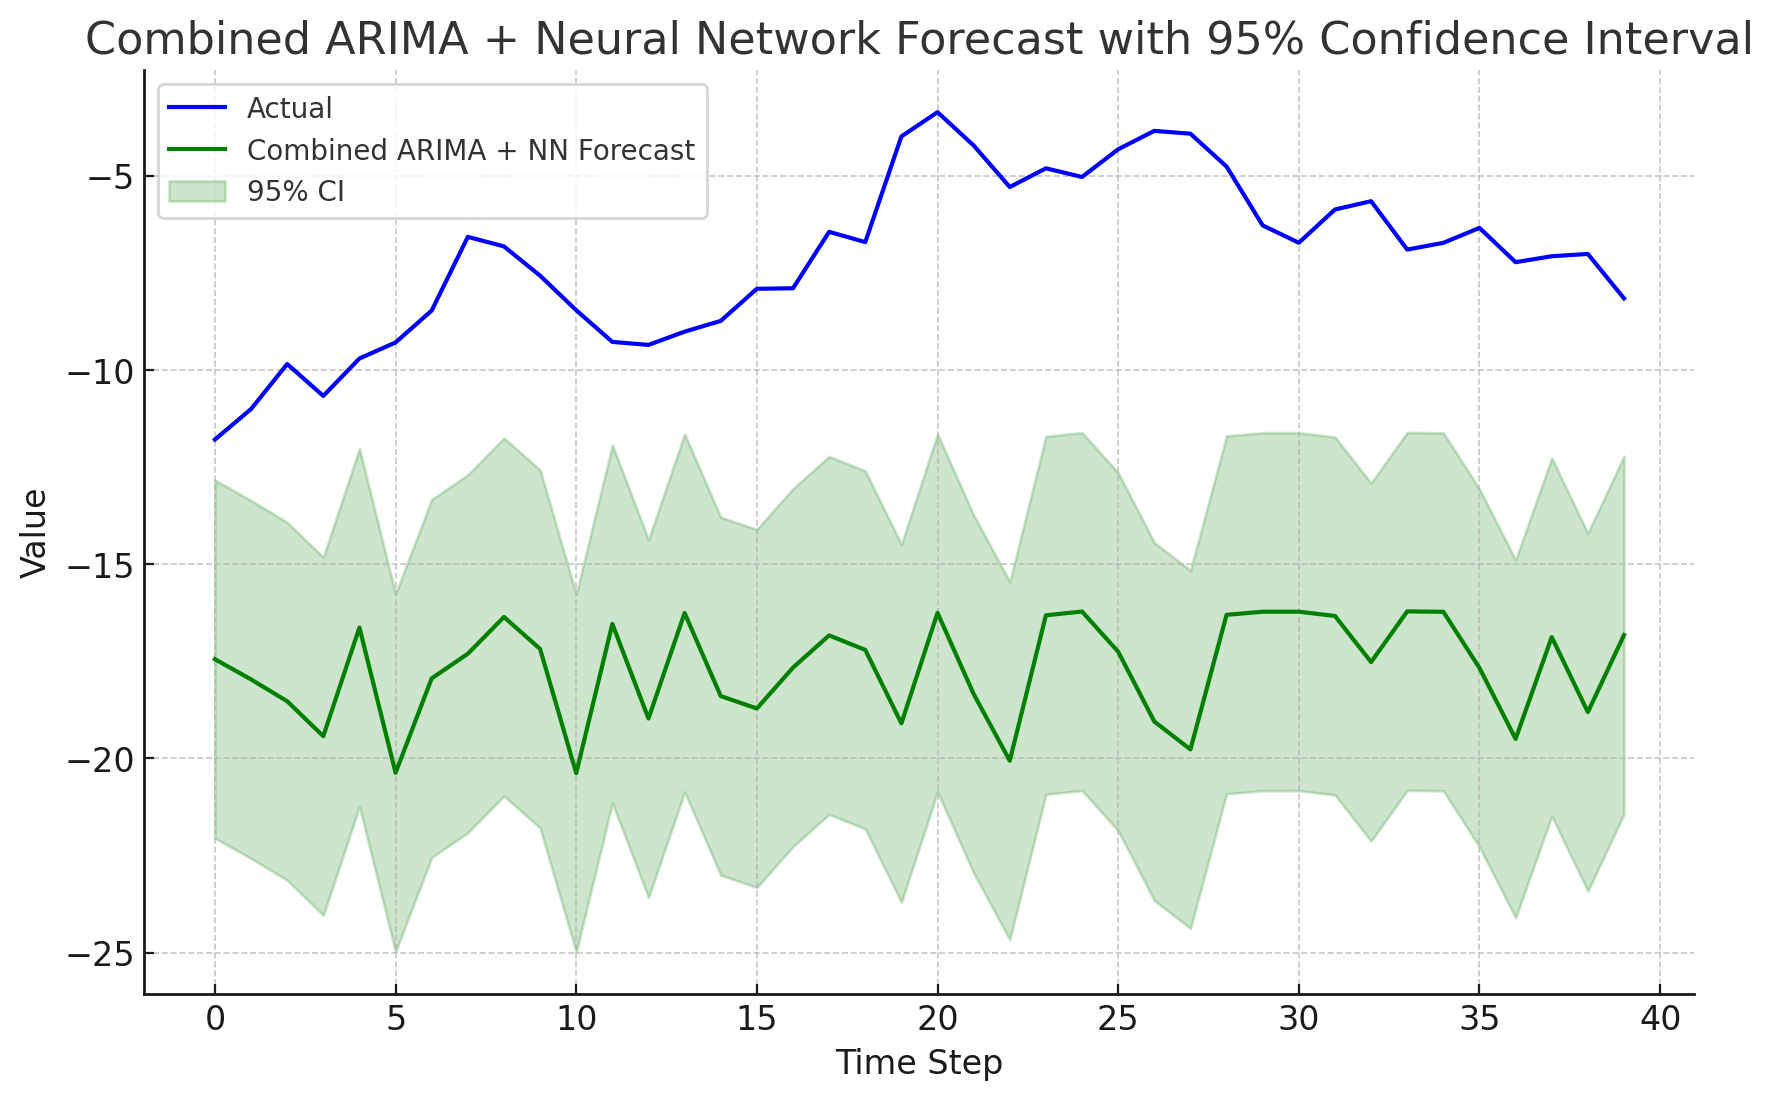 Combined ARIMA + Neural Network Forecast with 95% Confidence Interval
Actual
Combined ARIMA + NN Forecast
95% CI
−5
−10
−15
−20
−25
Value
0 5 10 15 20 25 30 35 40
Time Step